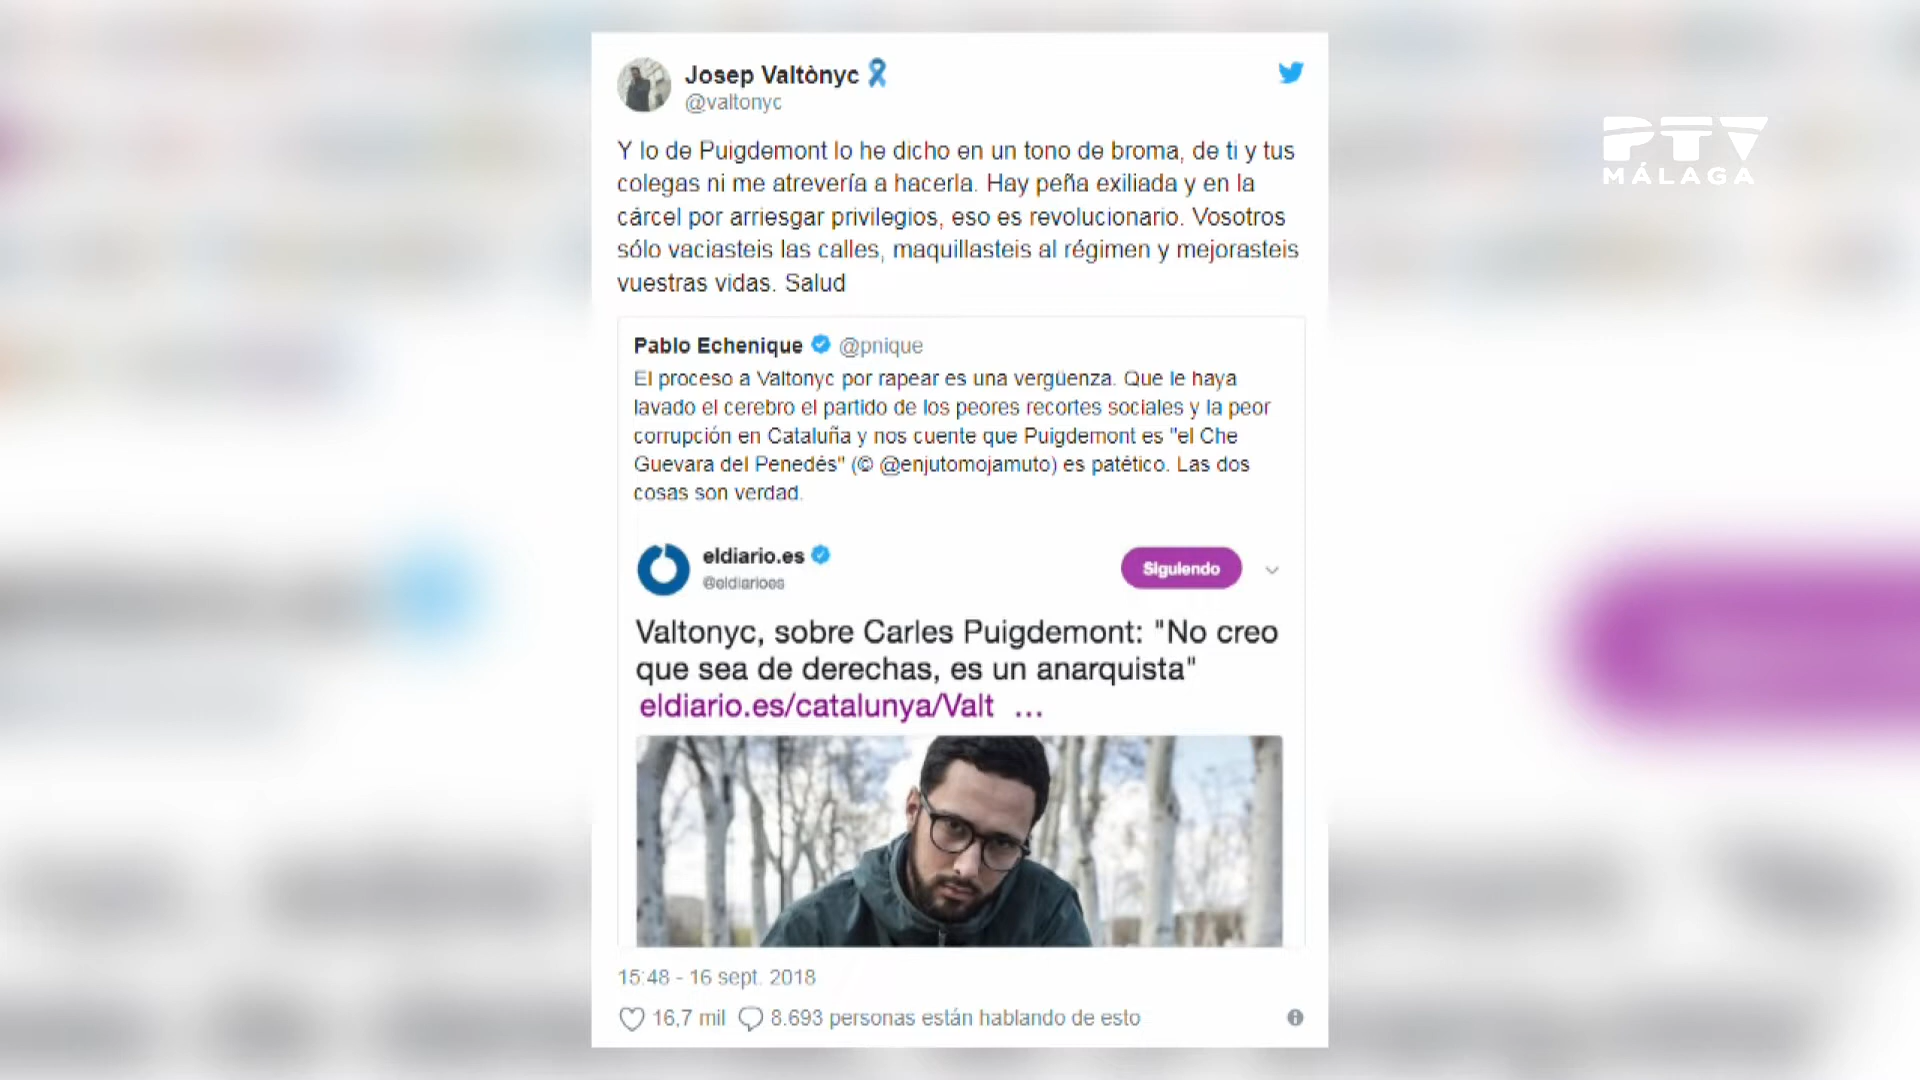 Josep Valtònyc
@valtonyc
Y lo de Puigdemont lo he dicho en un tono de broma, de ti y tus
colegas ni me atrevería a hacerla. Hay peña exiliada y en la
cárcel por arriesgar privilegios, eso es revolucionario. Vosotros
sólo vaciasteis las calles, maquillasteis al régimen y mejorasteis
vuestras vidas. Salud
Pablo Echenique @pnique
El proceso a Valtonyc por rapear es una vergüenza. Que le haya
lavado el cerebro el partido de los peores recortes sociales y la peor
corrupción en Cataluña y nos cuente que Puigdemont es "el Che
Guevara del Penedés" (© @enjutomojamuto) es patético. Las dos
cosas son verdad.
eldiario.es
@eldiarioes
Siguiendo
Valtonyc, sobre Carles Puigdemont: "No creo
que sea de derechas, es un anarquista"
eldiario.es/catalunya/Valt ...
15:48 - 16 sept. 2018
16,7 mil 8.693 personas están hablando de esto
PTV
MÁLAGA